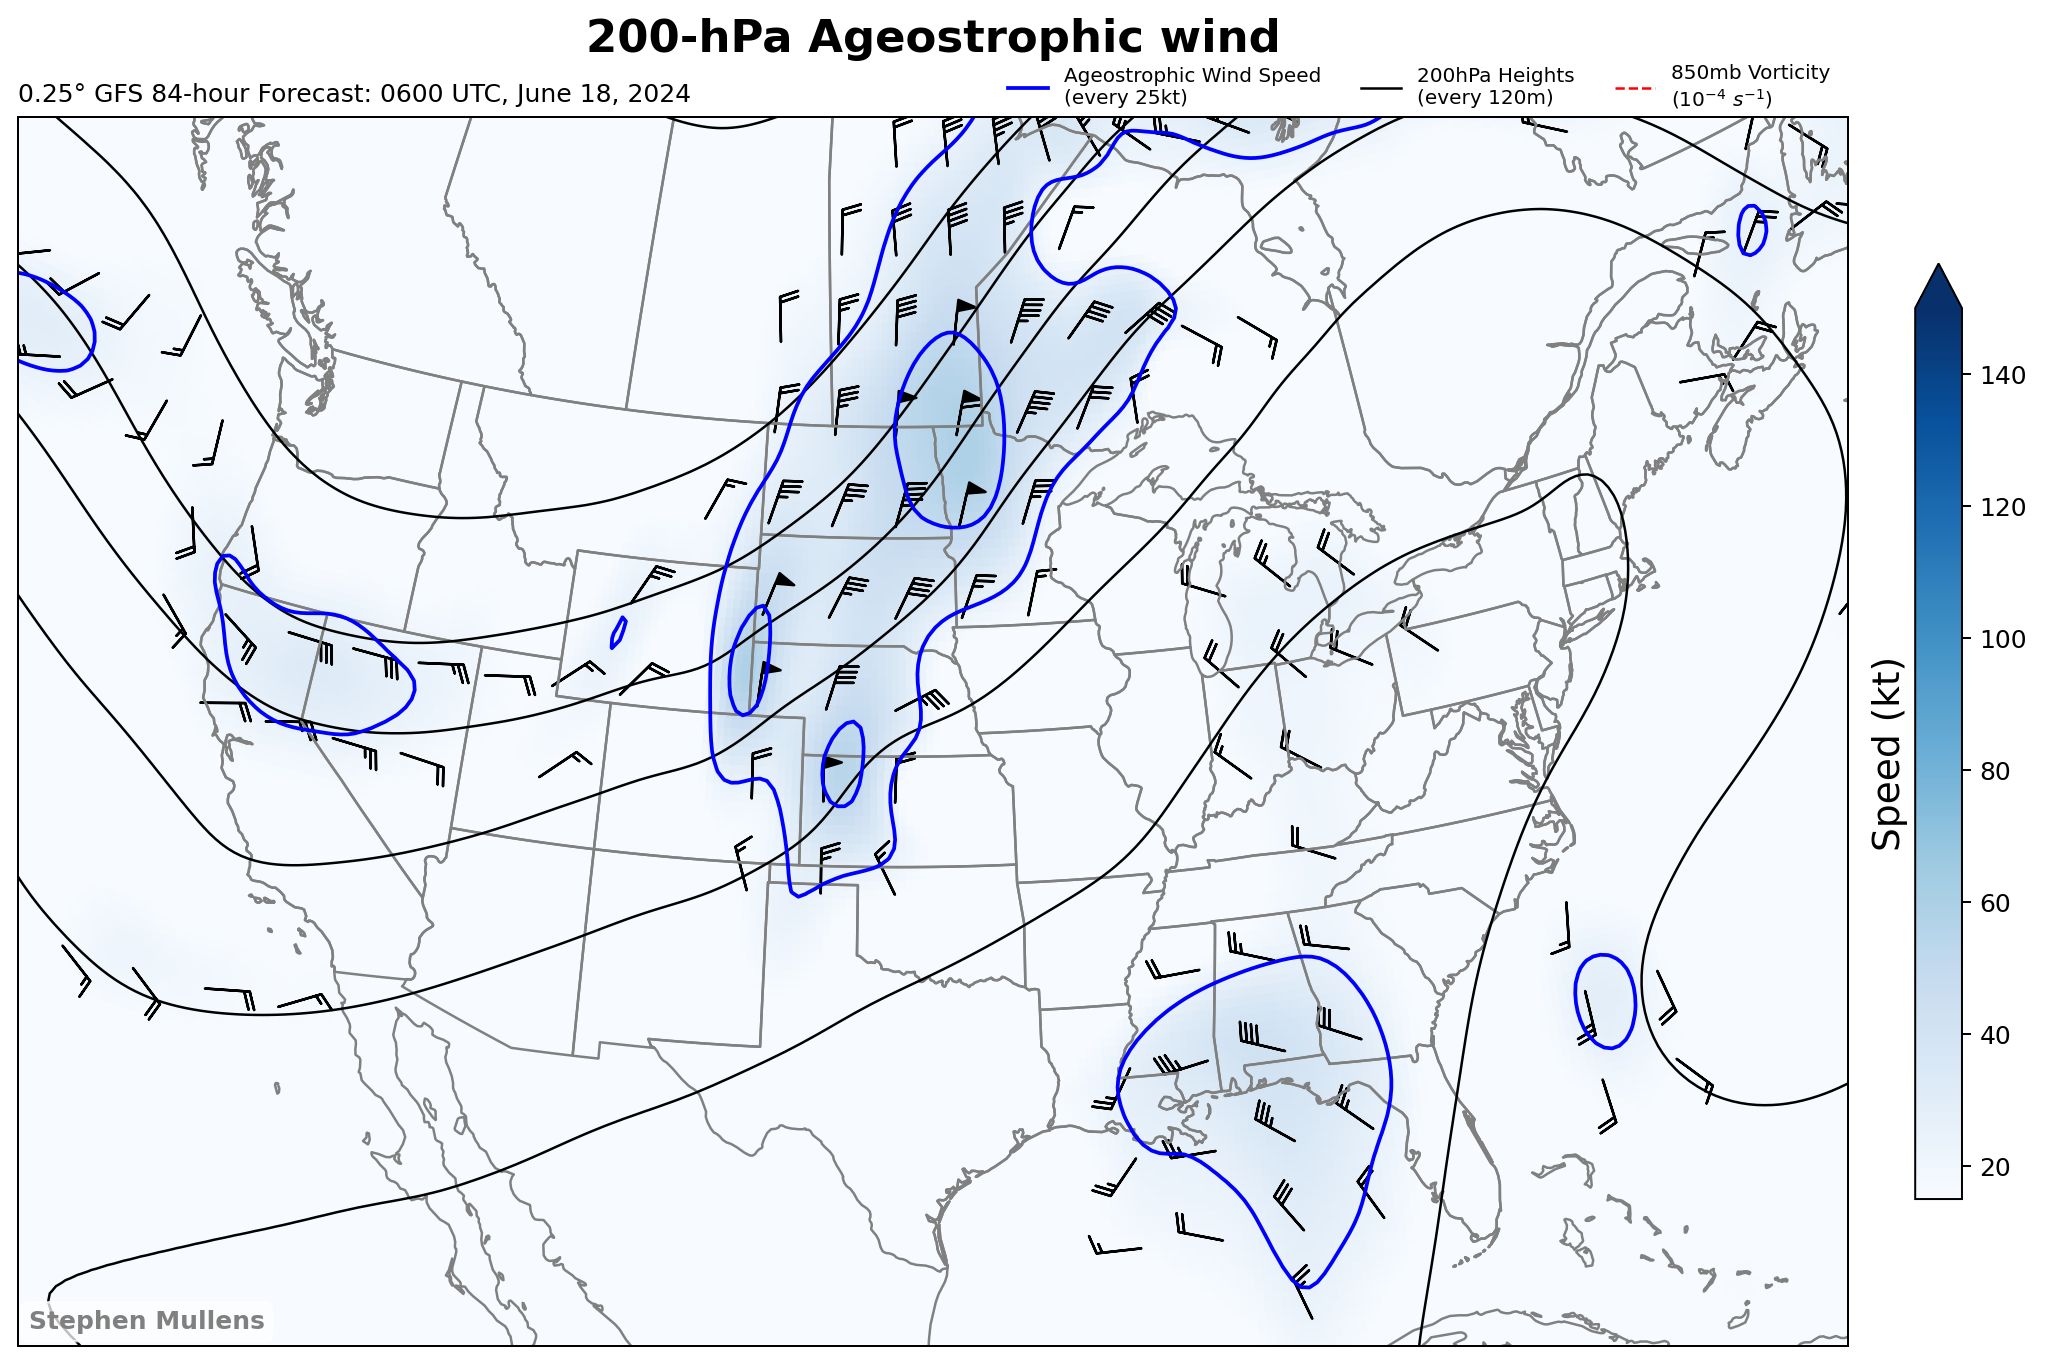 200-hPa Ageostrophic wind
0.25° GFS 84-hour Forecast: 0600 UTC, June 18, 2024
Ageostrophic Wind Speed
(every 25kt)
200hPa Heights
(every 120m)
850mb Vorticity
(10⁻⁴ s⁻¹)
140
120
100
80
60
40
20
Speed (kt)
Stephen Mullens